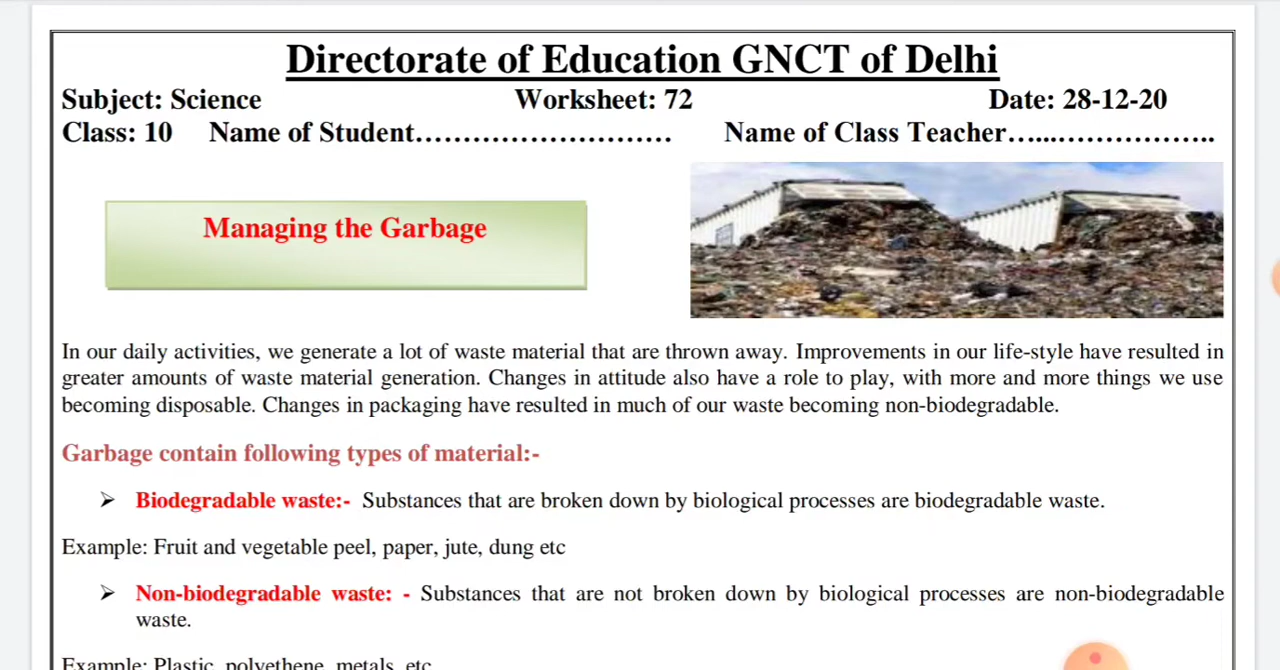 Directorate of Education GNCT of Delhi
Subject: Science Worksheet: 72 Date: 28-12-20
Class: 10 Name of Student……………………… Name of Class Teacher…...……………..
Managing the Garbage
In our daily activities, we generate a lot of waste material that are thrown away. Improvements in our life-style have resulted in
greater amounts of waste material generation. Changes in attitude also have a role to play, with more and more things we use
becoming disposable. Changes in packaging have resulted in much of our waste becoming non-biodegradable.
Garbage contain following types of material:-
➢ Biodegradable waste:- Substances that are broken down by biological processes are biodegradable waste.
Example: Fruit and vegetable peel, paper, jute, dung etc
➢ Non-biodegradable waste: - Substances that are not broken down by biological processes are non-biodegradable
waste.
Example: Plastic, polyethene, metals, etc